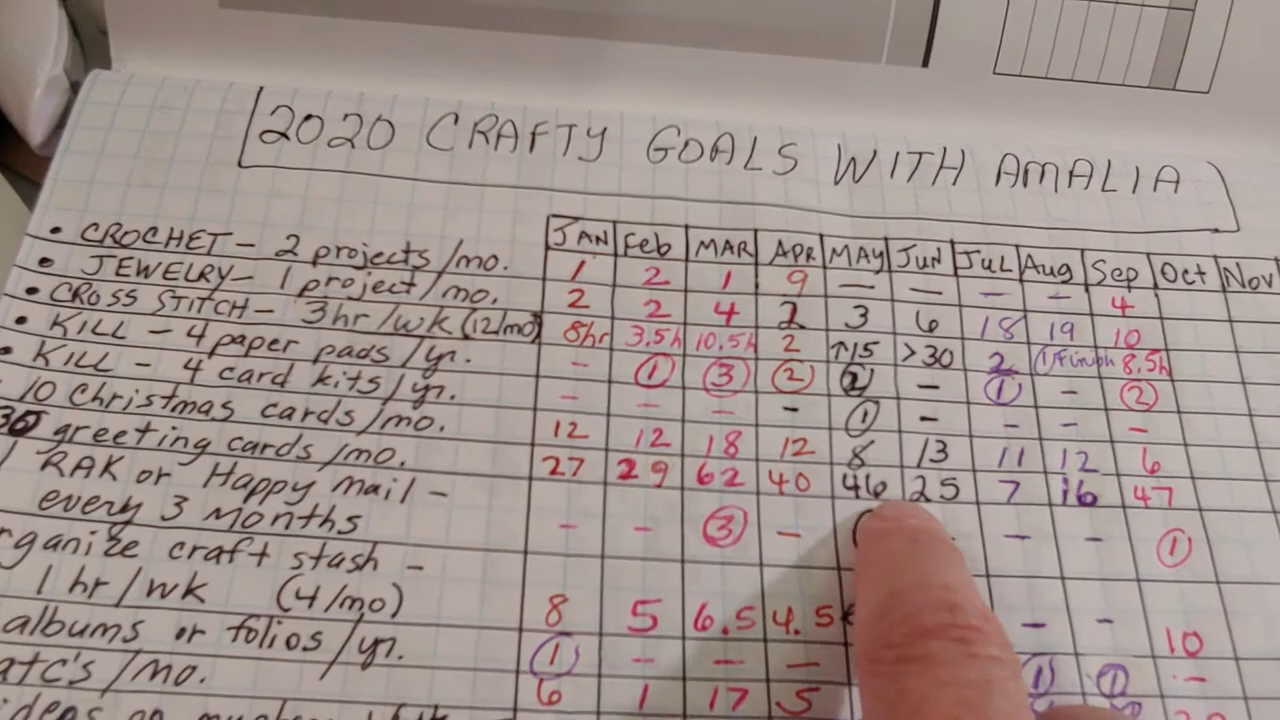 2020 CRAFTY GOALS WITH AMALIA
JAN Feb MAR APR MAY Jun JuL Aug Sep Oct Nov
• CROCHET - 2 projects/mo. 1 2 1 9 — — — — 4
• JEWELRY - 1 project/mo. 2 2 4 2 3 6 18 19 10
• CROSS STITCH - 3hr/wk (12/mo) 8hr 3.5h 10.5h 2 ↑15 >30 2 8.5h
• KILL - 4 paper pads/yr. — ① ③ ② ② — ① — ②
• KILL - 4 card kits/yr. — — — — ① — — — —
10 Christmas cards/mo. 12 12 18 12 8 13 11 12 6
30 greeting cards/mo. 27 29 62 40 46 25 7 16 47
RAK or Happy mail -
every 3 months — — ③ — — — ①
rganize craft stash -
1 hr/wk (4/mo) 8 5 6.5 4.5 — — 10
albums or folios/yr. ① — — — ① ① —
atc's/mo. 6 1 17 5